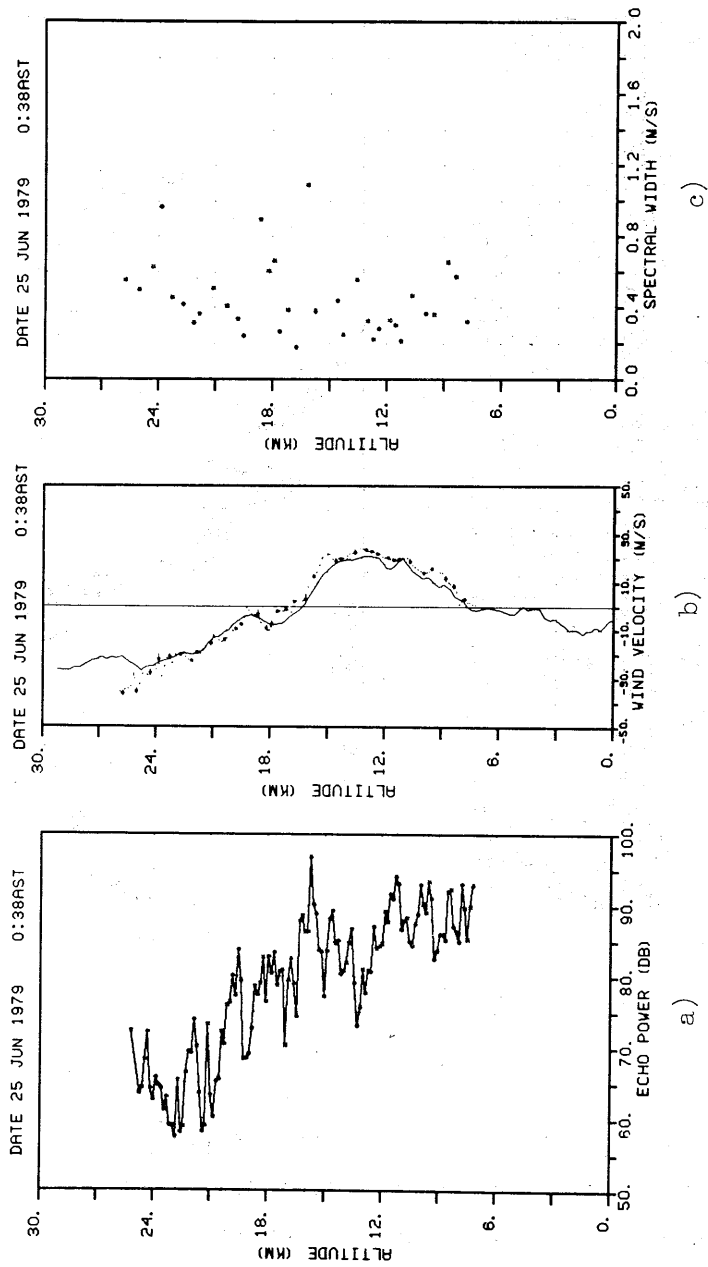 DATE 25 JUN 1979 0:38AST
30.
24.
18.
12.
6.
0.
ALTITUDE (KM)
50. 60. 70. 80. 90. 100.
ECHO POWER (DB)
a)
DATE 25 JUN 1979 0:38AST
30.
24.
18.
12.
6.
0.
ALTITUDE (KM)
-50. -30. -10. 10. 30. 50.
WIND VELOCITY (M/S)
b)
DATE 25 JUN 1979 0:38AST
30.
24.
18.
12.
6.
0.
ALTITUDE (KM)
0.0 0.4 0.8 1.2 1.6 2.0
SPECTRAL WIDTH (M/S)
c)